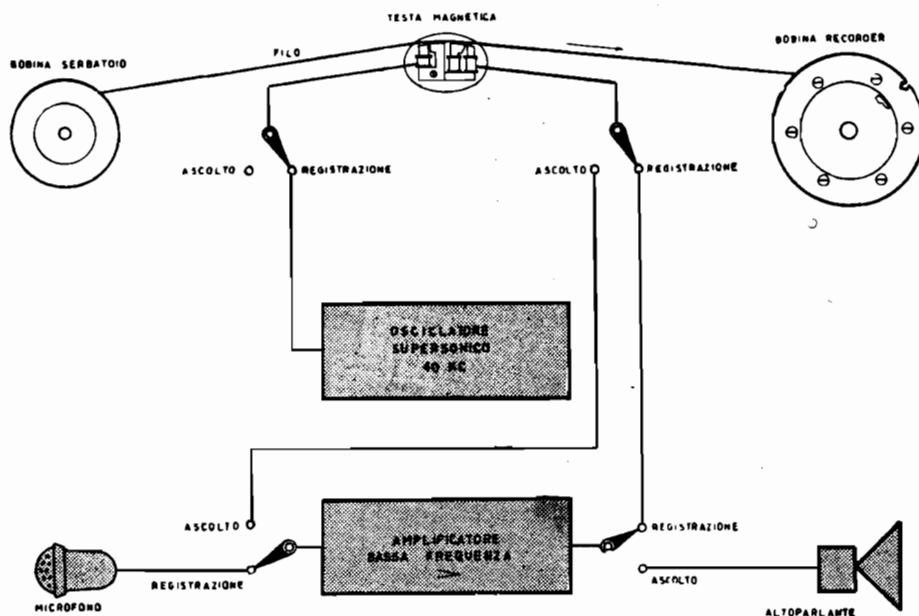 TESTA MAGNETICA
BOBINA SERBATOIO
FILO
BOBINA RECORDER
ASCOLTO
REGISTRAZIONE
ASCOLTO
REGISTRAZIONE
OSCILLATORE
SUPERSONICO
40 KC
ASCOLTO
REGISTRAZIONE
AMPLIFICATORE
BASSA FREQUENZA
REGISTRAZIONE
ASCOLTO
MICROFONO
ALTOPARLANTE